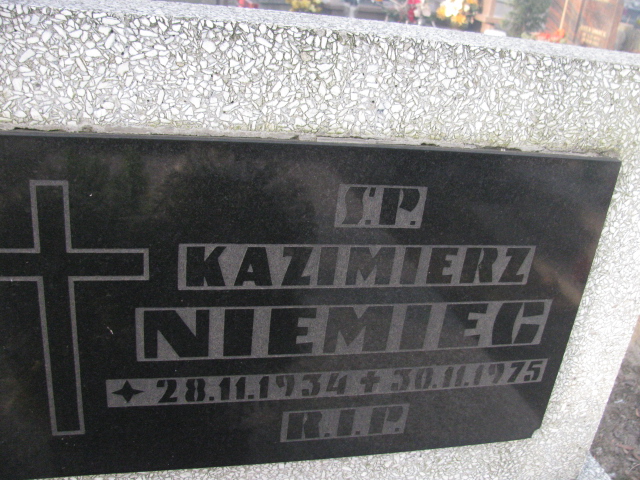 Ś.P.
KAZIMIERZ
NIEMIEC
✦ 28.11.1934 ✝ 30.11.1975
R.I.P.